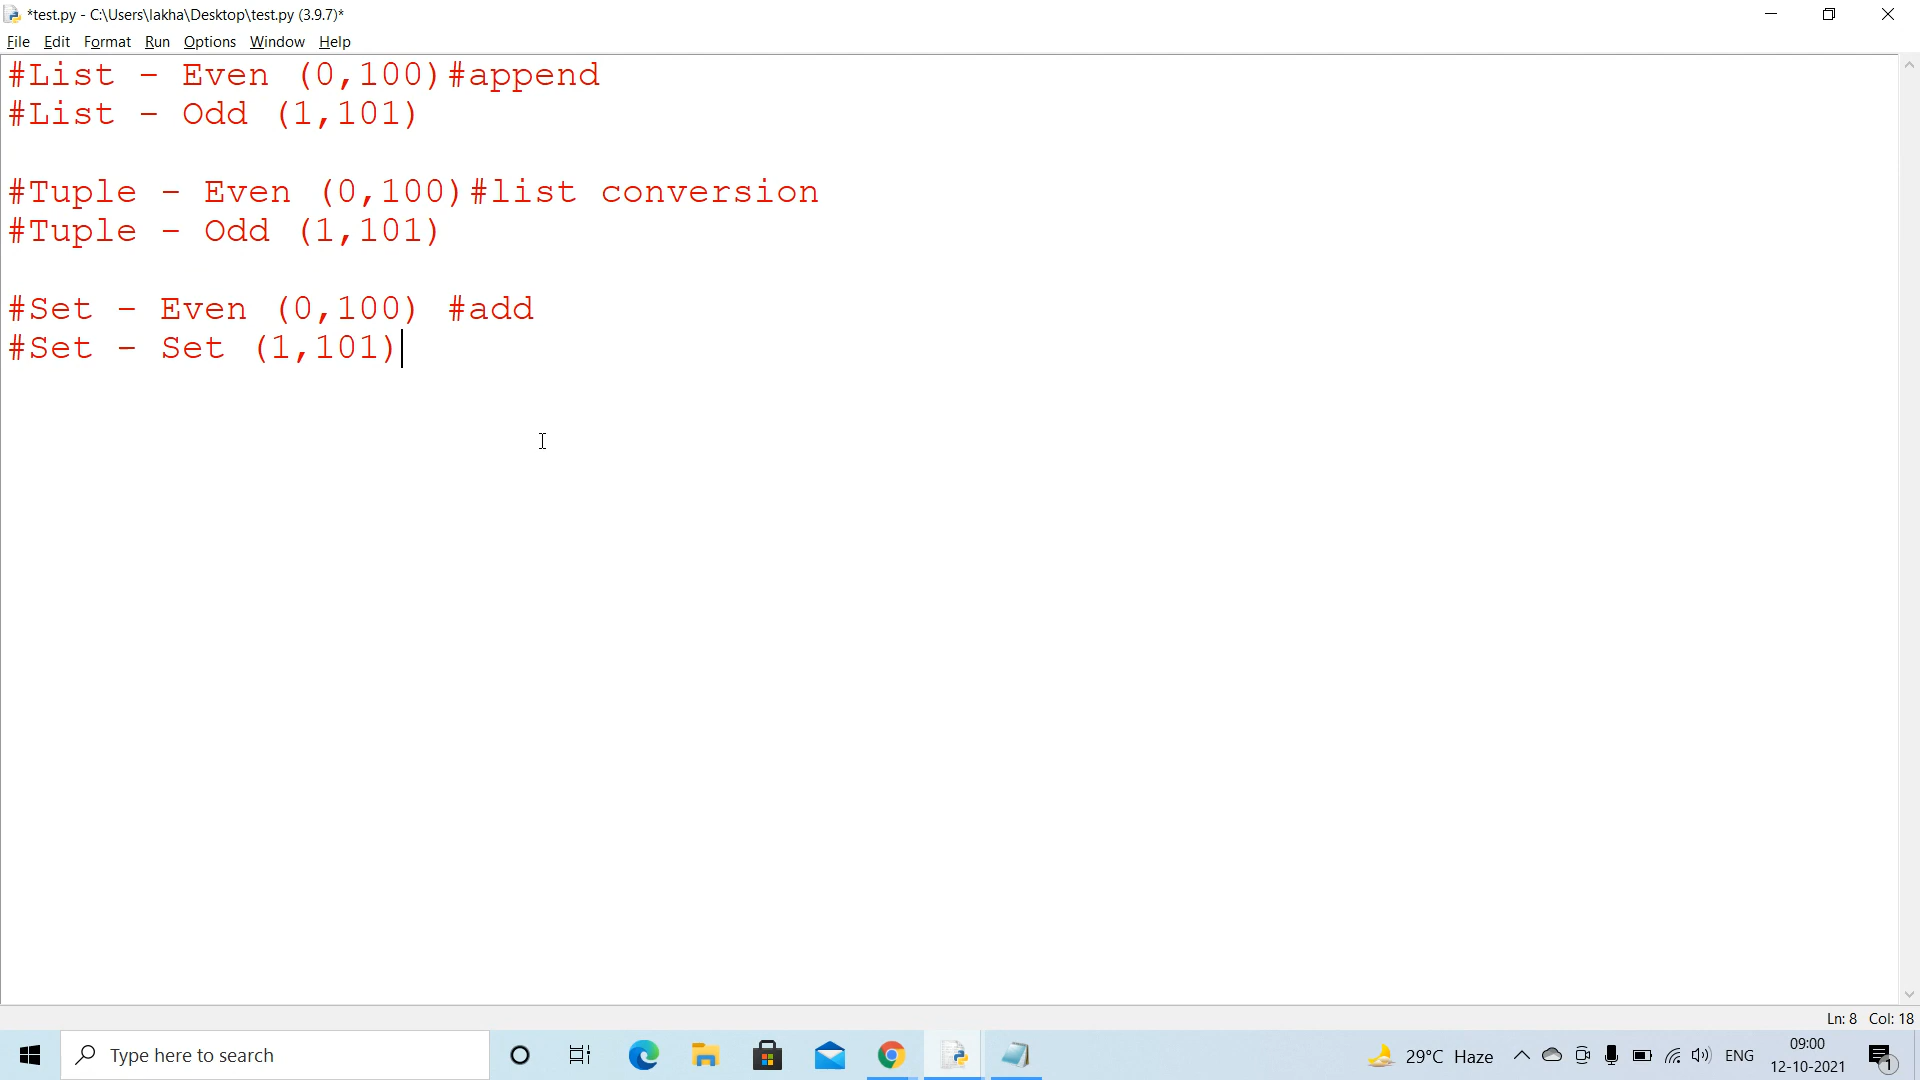 *test.py - C:\Users\lakha\Desktop\test.py (3.9.7)*
File Edit Format Run Options Window Help
#List - Even (0,100)#append
#List - Odd (1,101)
#Tuple - Even (0,100)#list conversion
#Tuple - Odd (1,101)
#Set - Even (0,100) #add
#Set - Set (1,101)
Ln: 8 Col: 18
Type here to search
29°C Haze
ENG
09:00
12-10-2021
1